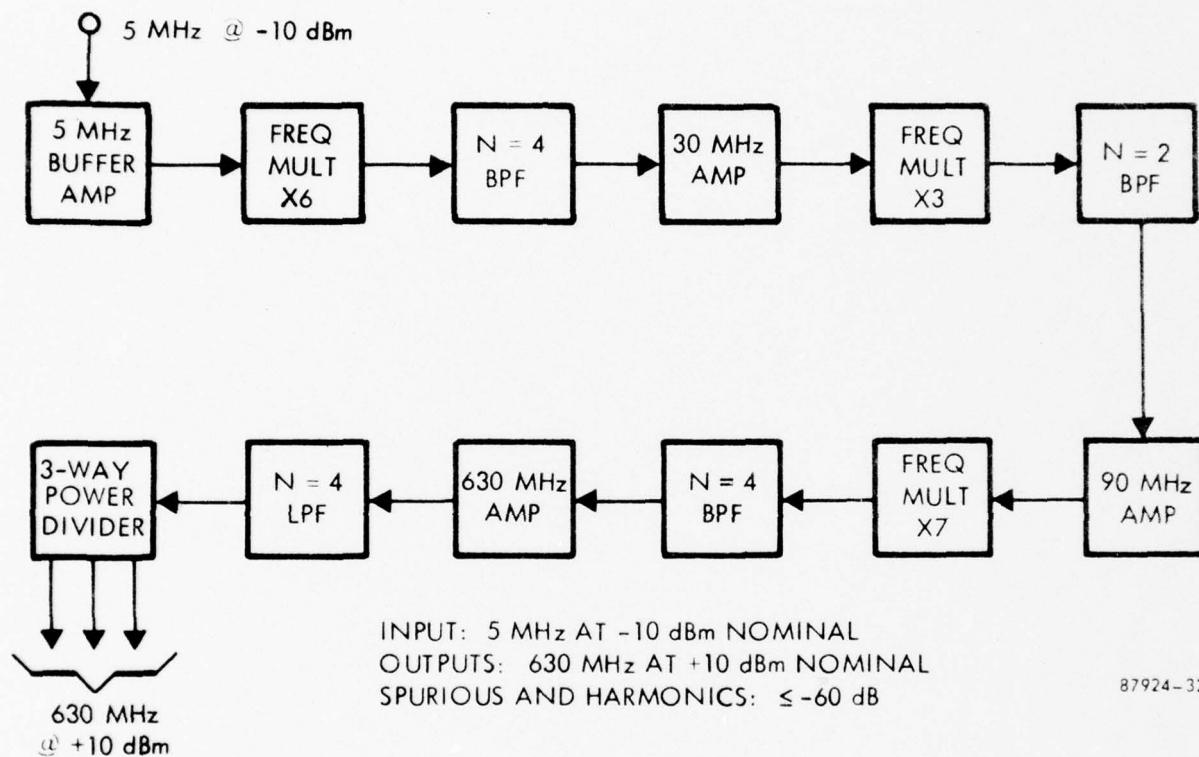 5 MHz @ -10 dBm
5 MHz
BUFFER
AMP
FREQ
MULT
X6
N = 4
BPF
30 MHz
AMP
FREQ
MULT
X3
N = 2
BPF
3-WAY
POWER
DIVIDER
N = 4
LPF
630 MHz
AMP
N = 4
BPF
FREQ
MULT
X7
90 MHz
AMP
INPUT: 5 MHz AT -10 dBm NOMINAL
OUTPUTS: 630 MHz AT +10 dBm NOMINAL
SPURIOUS AND HARMONICS: ≤ -60 dB
630 MHz
@ +10 dBm